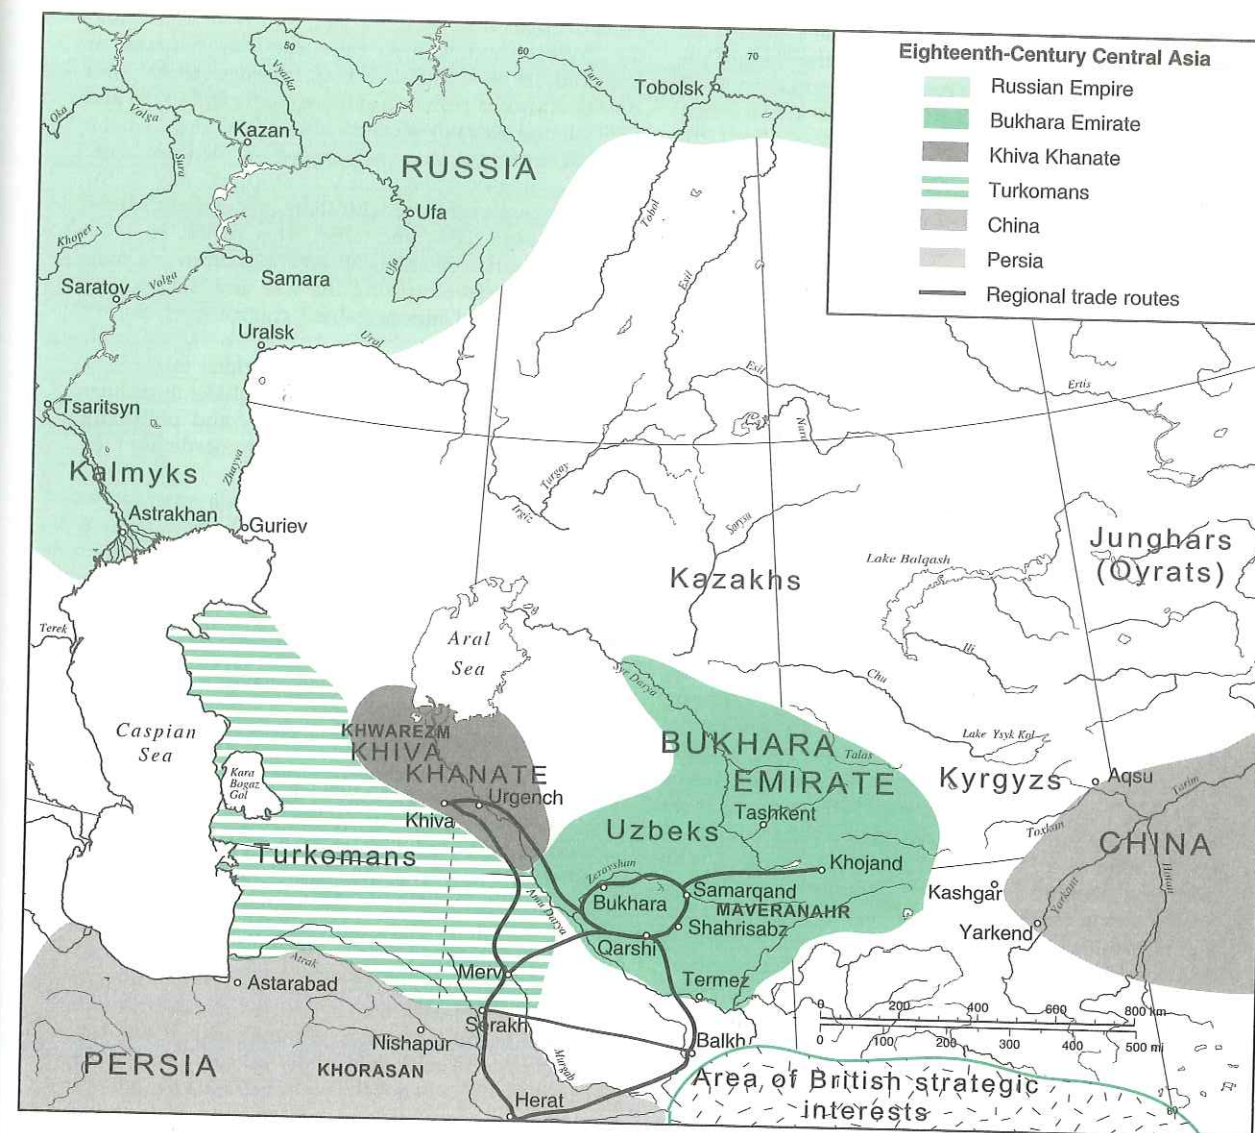 Eighteenth-Century Central Asia
Russian Empire
Bukhara Emirate
Khiva Khanate
Turkomans
China
Persia
Regional trade routes
50
60
70
Oka
Volga
Sura
Vyatka
Tura
Tobolsk
Kazan
RUSSIA
Ufa
Ufa
Tobol
Esil
Khoper
Saratov
Volga
Samara
Uralsk
Ural
Esil
Ertis
Tsaritsyn
Nura
Kalmyks
Zhayya
Turgay
Irgiz
Sarysu
Astrakhan
Guriev
Junghars
(Oyrats)
Lake Balqash
Kazakhs
Terek
Aral
Sea
Ili
Syr Darya
Chu
Caspian
Sea
KHWAREZM
KHIVA
KHANATE
BUKHARA
EMIRATE
Talas
Lake Ysyk Kol
Kyrgyzs
Aqsu
Tarim
Kara
Bogaz
Gol
Urgench
Khiva
Uzbeks
Tashkent
Toxkan
CHINA
Turkomans
Zeravshan
Khojand
Bukhara
Samarqand
MAVERANAHR
Shahrisabz
Kashgar
Yarkant
Hotan
Yarkend
Amu Darya
Qarshi
Atrak
Merv
Termez
Astarabad
Serakh
Nishapur
Balkh
0 200 400 600 800 km
0 100 200 300 400 500 mi
PERSIA
KHORASAN
Murgab
Herat
Area of British strategic
interests
80